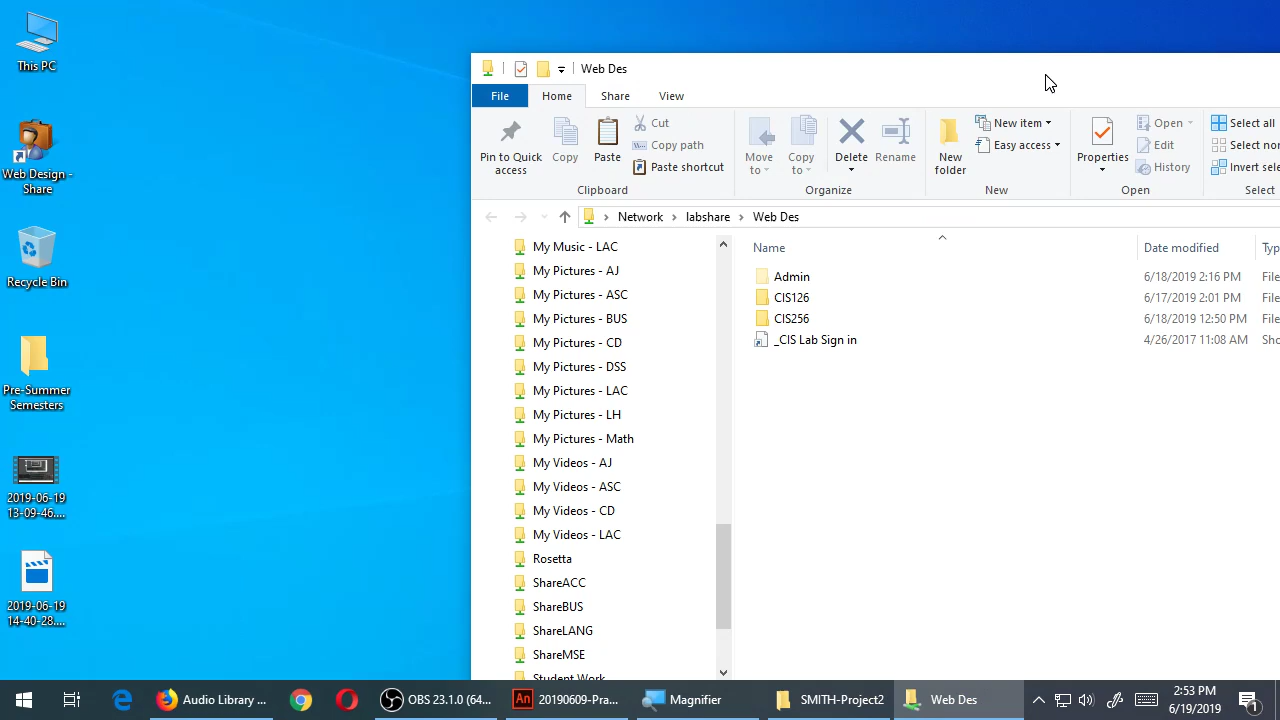 This PC
Web Design -
Share
Recycle Bin
Pre-Summer
Semesters
2019-06-19
13-09-46....
2019-06-19
14-40-28....
Web Des
File
Home
Share
View
Pin to Quick
access
Copy
Paste
Cut
Copy path
Paste shortcut
Clipboard
Move
to
Copy
to
Delete
Rename
Organize
New
folder
New item
Easy access
New
Properties
Open
Edit
History
Open
Select all
Select non
Invert sele
Select
Network > labshare > Web Des
Name
Date modified
Typ
My Music - LAC
My Pictures - AJ
My Pictures - ASC
My Pictures - BUS
My Pictures - CD
My Pictures - DSS
My Pictures - LAC
My Pictures - LH
My Pictures - Math
My Videos - AJ
My Videos - ASC
My Videos - CD
My Videos - LAC
Rosetta
ShareACC
ShareBUS
ShareLANG
ShareMSE
Student Work
Admin 6/18/2019 2:16 PM File
CIS126 6/17/2019 2:01 PM File
CIS256 6/18/2019 12:50 PM File
_CIS Lab Sign in 4/26/2017 11:08 AM Sho
Audio Library ...
OBS 23.1.0 (64...
An
20190609-Pra...
Magnifier
SMITH-Project2
Web Des
2:53 PM
6/19/2019
1